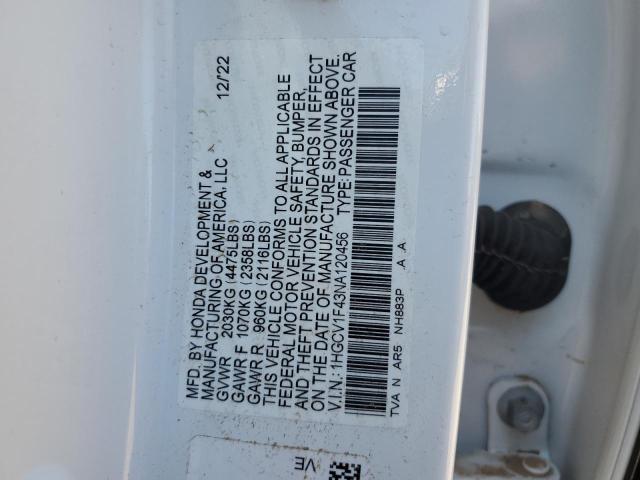 MFD. BY HONDA DEVELOPMENT &
MANUFACTURING OF AMERICA, LLC 12/22
GVWR 2030KG (4475LBS)
GAWR F 1070KG (2358LBS)
GAWR R 960KG (2116LBS)
THIS VEHICLE CONFORMS TO ALL APPLICABLE
FEDERAL MOTOR VEHICLE SAFETY, BUMPER,
AND THEFT PREVENTION STANDARDS IN EFFECT
ON THE DATE OF MANUFACTURE SHOWN ABOVE.
V.I.N.: 1HGCV1F43NA120456 TYPE: PASSENGER CAR
TVA N AR5 NH883P A A
VE